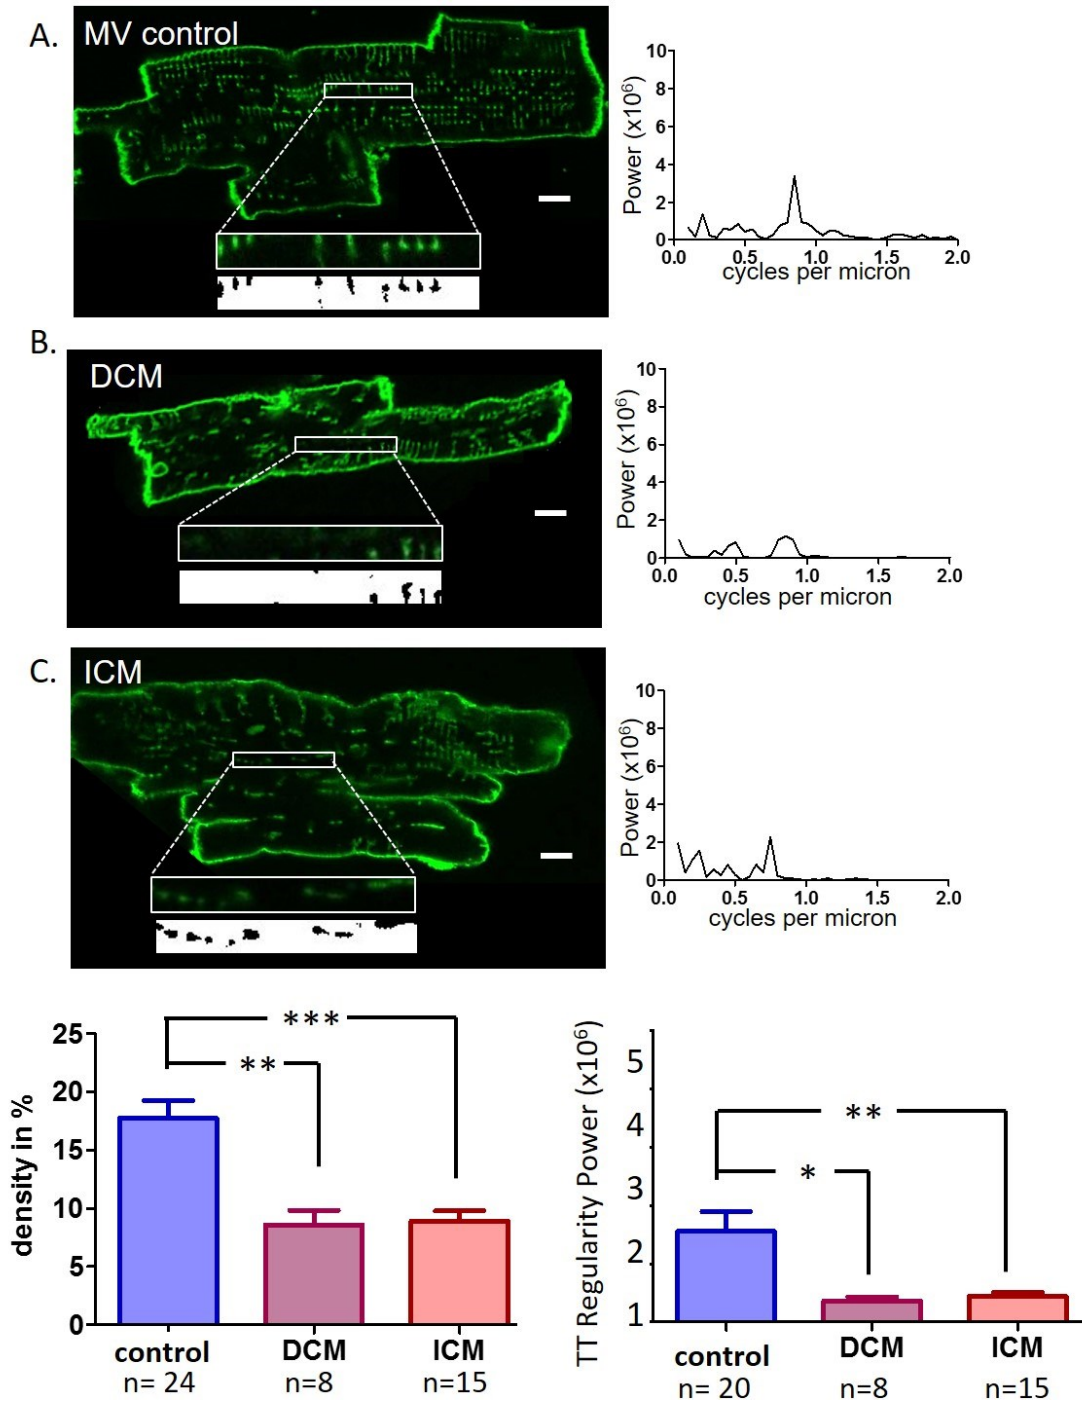 A.
MV control
10
8
6
4
2
0
Power (x10⁶)
0.0 0.5 1.0 1.5 2.0
cycles per micron
B.
DCM
10
8
6
4
2
0
Power (x10⁶)
0.0 0.5 1.0 1.5 2.0
cycles per micron
C.
ICM
10
8
6
4
2
0
Power (x10⁶)
0.0 0.5 1.0 1.5 2.0
cycles per micron
density in %
25
20
15
10
5
0
***
**
control DCM ICM
n= 24 n=8 n=15
TT Regularity Power (x10⁶)
5
4
3
2
1
**
*
control DCM ICM
n= 20 n=8 n=15